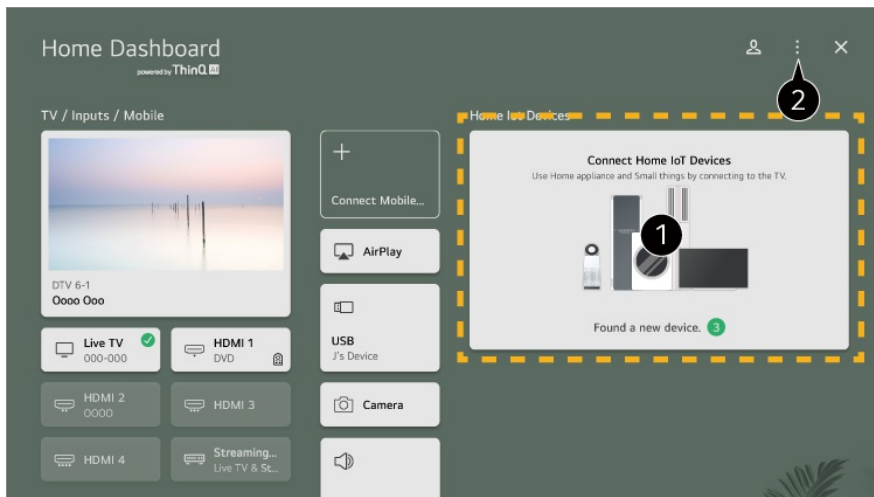 Home Dashboard
powered by ThinQ AI
2
TV / Inputs / Mobile
Home Iot Devices
DTV 6-1
Oooo Ooo
Live TV
000-000
HDMI 1
DVD
HDMI 2
0000
HDMI 3
HDMI 4
Streaming...
Live TV & St...
Connect Mobile...
AirPlay
USB
J's Device
Camera
Connect Home IoT Devices
Use Home appliance and Small things by connecting to the TV.
1
Found a new device. 3